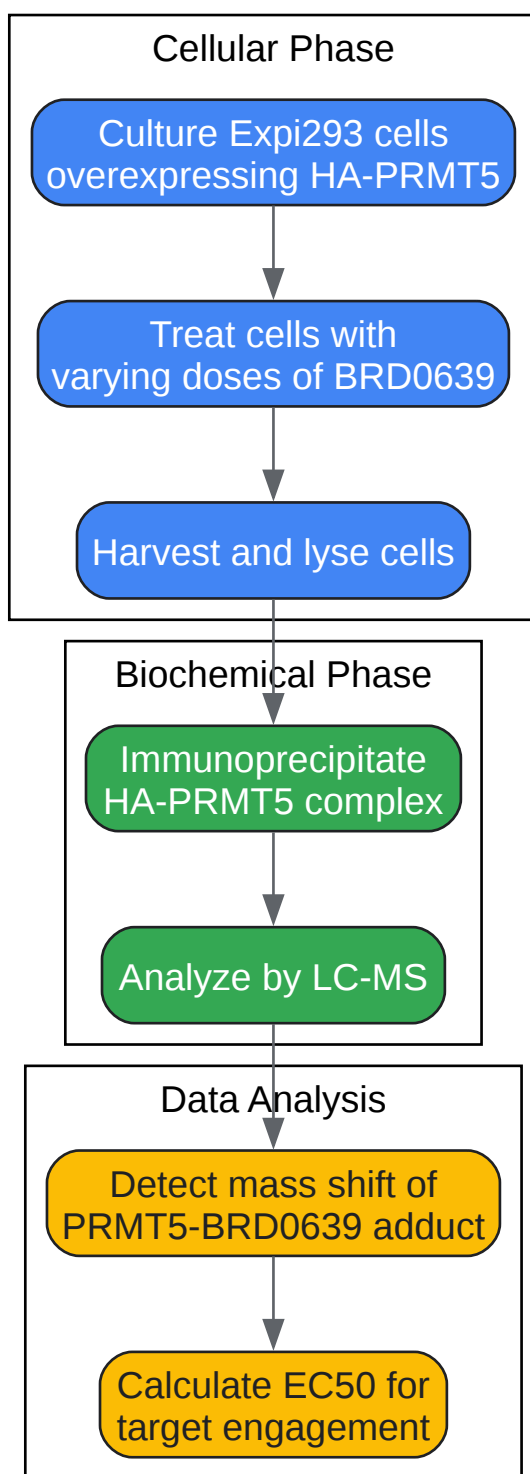 Cellular Phase
Culture Expi293 cells
overexpressing HA-PRMT5
Treat cells with
varying doses of BRD0639
Harvest and lyse cells
Biochemical Phase
Immunoprecipitate
HA-PRMT5 complex
Analyze by LC-MS
Data Analysis
Detect mass shift of
PRMT5-BRD0639 adduct
Calculate EC50 for
target engagement